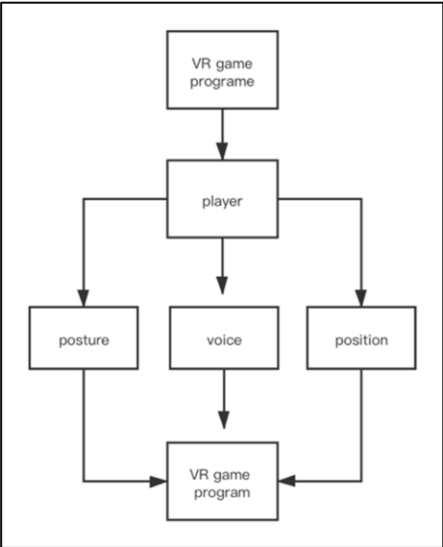 VR game
programe
player
posture
voice
position
VR game
program